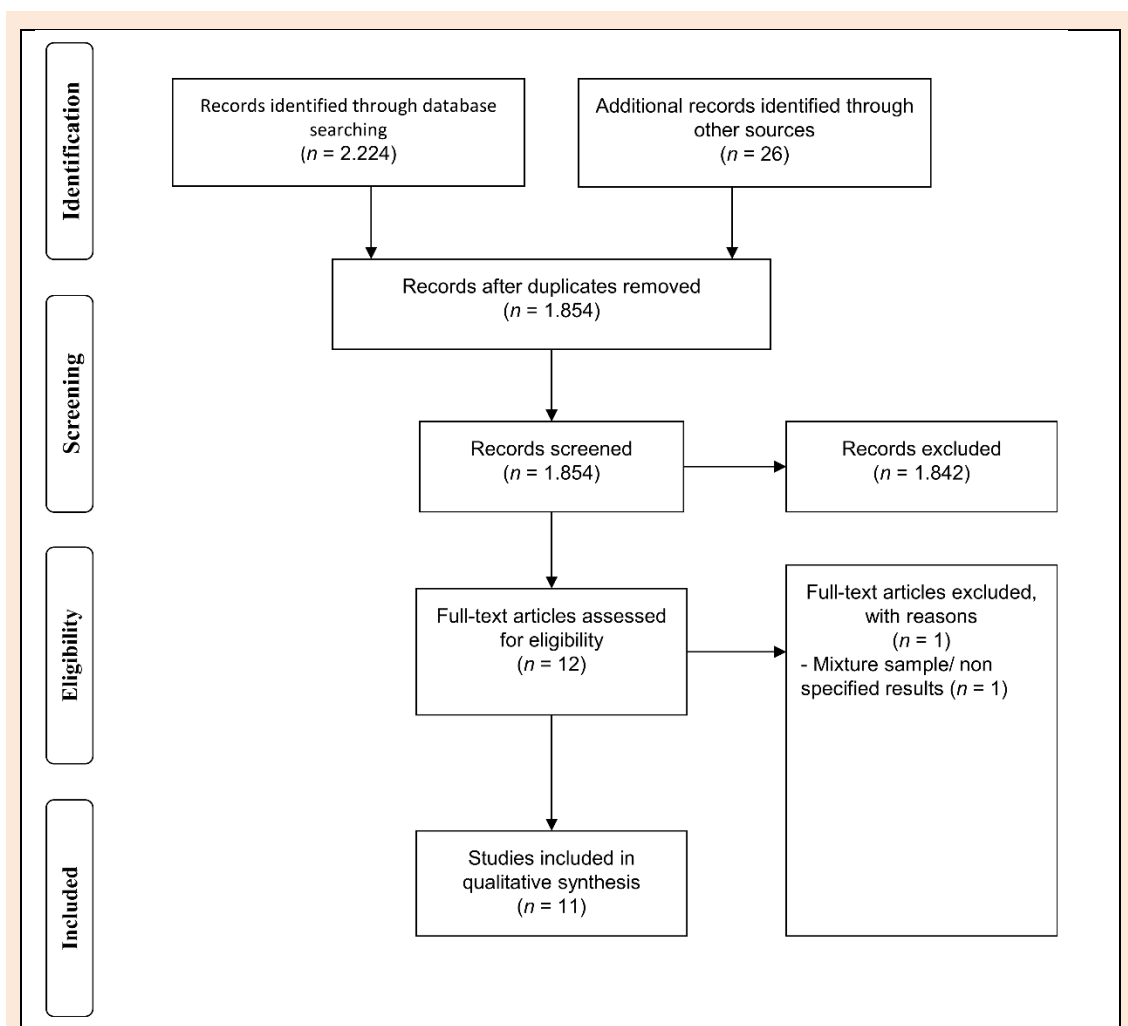 Identification
Records identified through database
searching
(n = 2.224)
Additional records identified through
other sources
(n = 26)
Records after duplicates removed
(n = 1.854)
Screening
Records screened
(n = 1.854)
Records excluded
(n = 1.842)
Eligibility
Full-text articles assessed
for eligibility
(n = 12)
Full-text articles excluded,
with reasons
(n = 1)
- Mixture sample/ non
specified results (n = 1)
Included
Studies included in
qualitative synthesis
(n = 11)